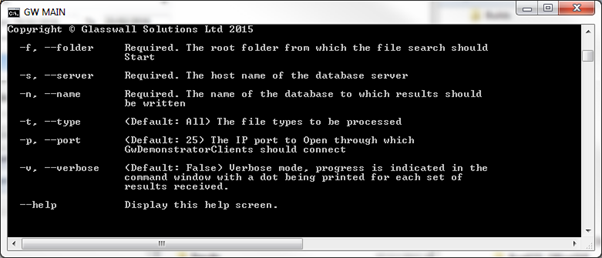 GW MAIN
Copyright © Glasswall Solutions Ltd 2015
-f, --folder Required. The root folder from which the file search should
Start
-s, --server Required. The host name of the database server
-n, --name Required. The name of the database to which results should
be written
-t, --type (Default: All) The file types to be processed
-p, --port (Default: 25) The IP port to Open through which
GwDemonstratorClients should connect
-v, --verbose (Default: False) Verbose mode, progress is indicated in the
command window with a dot being printed for each set of
results received.
--help Display this help screen.